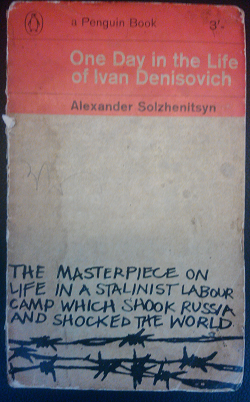 a Penguin Book 3'-
One Day in the Life
of Ivan Denisovich
Alexander Solzhenitsyn
THE MASTERPIECE ON
LIFE IN A STALINIST LABOUR
CAMP WHICH SHOOK RUSSIA
AND SHOCKED THE WORLD